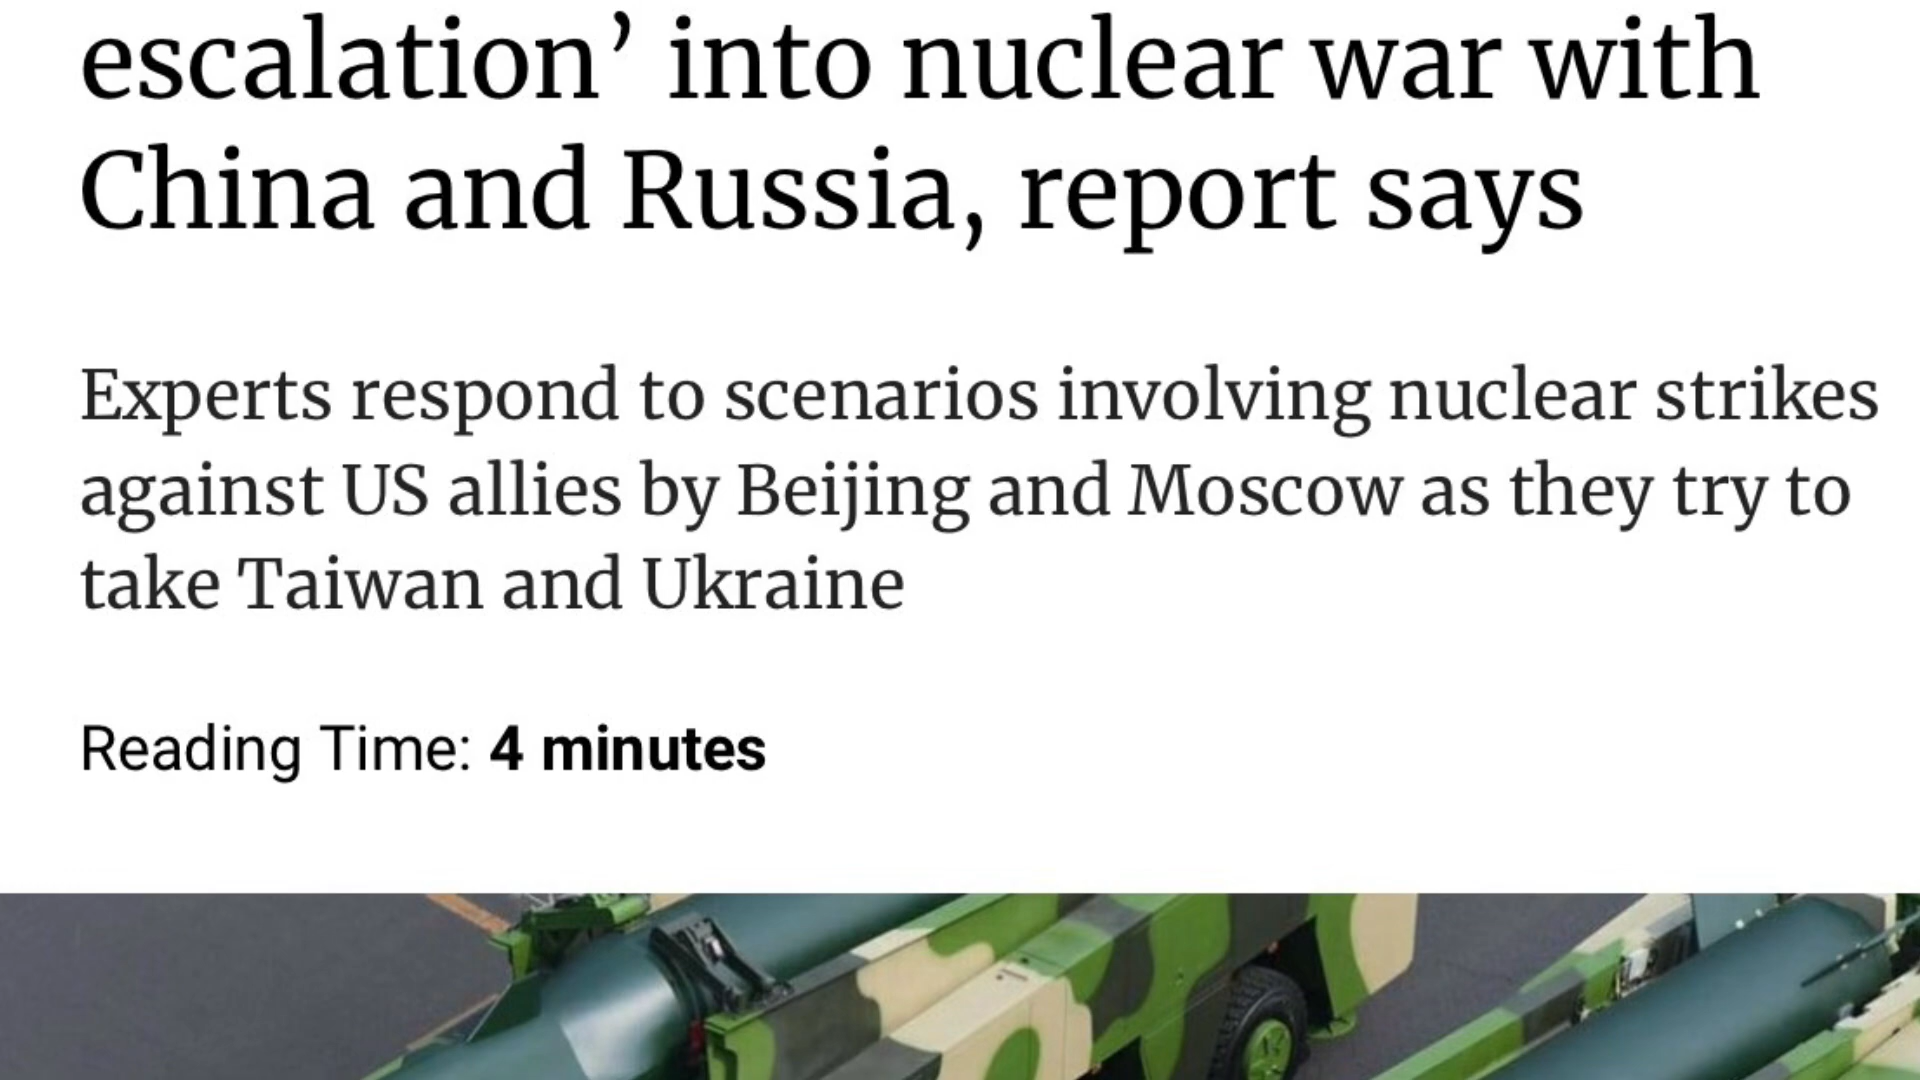 escalation’ into nuclear war with
China and Russia, report says
Experts respond to scenarios involving nuclear strikes
against US allies by Beijing and Moscow as they try to
take Taiwan and Ukraine
Reading Time: 4 minutes